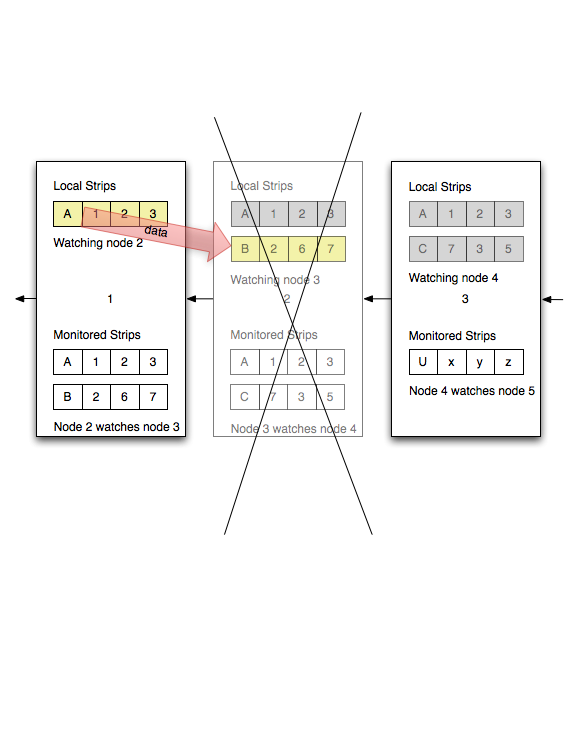 Local Strips
A 1 2 3
data
Watching node 2
1
Monitored Strips
A 1 2 3
B 2 6 7
Node 2 watches node 3
Local Strips
A 1 2 3
B 2 6 7
Watching node 3
2
Monitored Strips
A 1 2 3
C 7 3 5
Node 3 watches node 4
Local Strips
A 1 2 3
C 7 3 5
Watching node 4
3
Monitored Strips
U x y z
Node 4 watches node 5